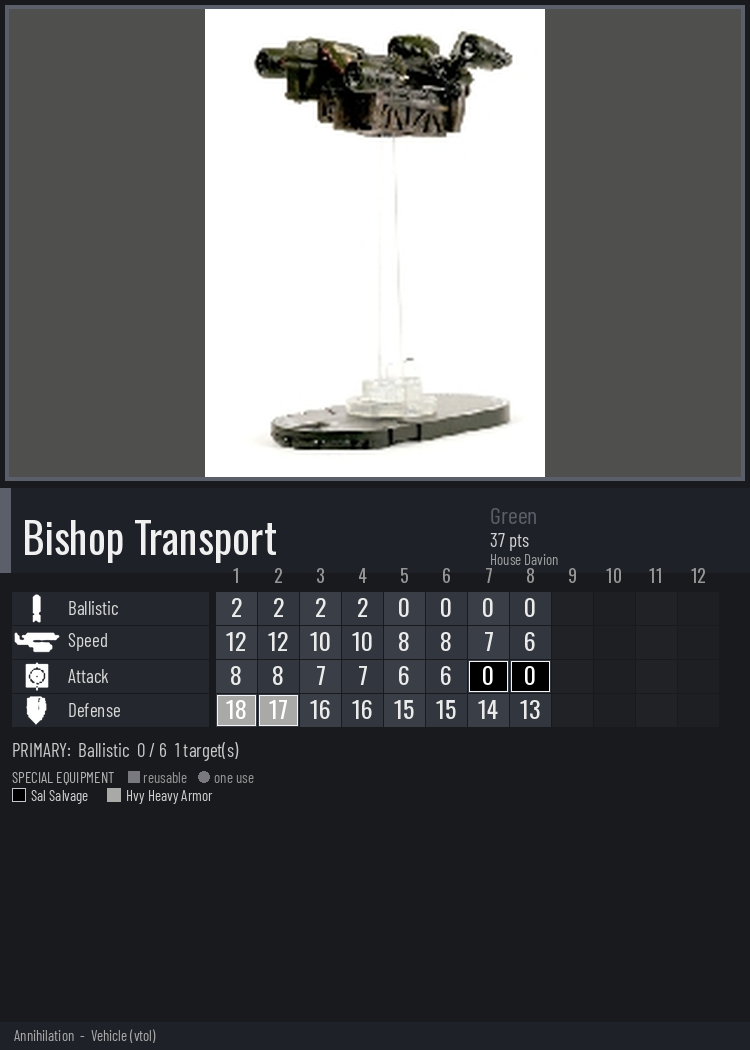 Bishop Transport
Green
37 pts
House Davion
1 2 3 4 5 6 7 8 9 10 11 12
Ballistic 2 2 2 2 0 0 0 0
Speed 12 12 10 10 8 8 7 6
Attack 8 8 7 7 6 6 0 0
Defense 18 17 16 16 15 15 14 13
PRIMARY: Ballistic 0 / 6 1 target(s)
SPECIAL EQUIPMENT reusable one use
Sal Salvage Hvy Heavy Armor
Annihilation - Vehicle (vtol)